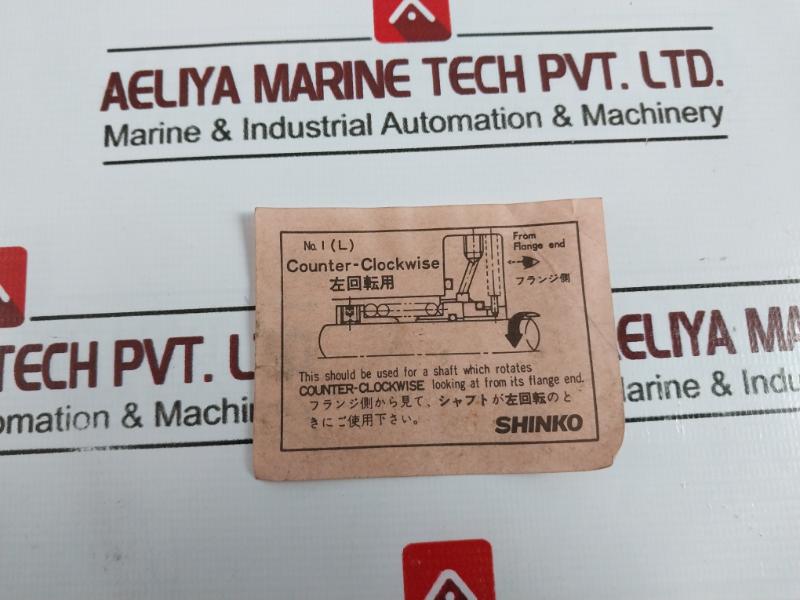 AELIYA MARINE TECH PVT. LTD.
Marine & Industrial Automation & Machinery
No. 1 (L)
Counter-Clockwise
左回転用
From
Flange end
フランジ側
This should be used for a shaft which rotates
COUNTER-CLOCKWISE looking at from its flange end.
フランジ側から見て、シャフトが左回転のと
きにご使用下さい。
SHINKO
TECH PVT. L
omation & Machin
AELIYA MA
Marine & Indu